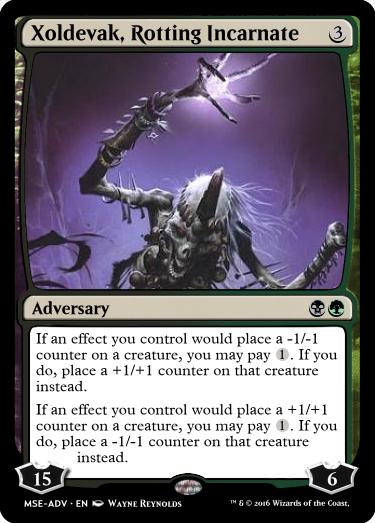 Xoldevak, Rotting Incarnate 3
Adversary
If an effect you control would place a -1/-1
counter on a creature, you may pay 1. If you
do, place a +1/+1 counter on that creature
instead.
If an effect you control would place a +1/+1
counter on a creature, you may pay 1. If you
do, place a -1/-1 counter on that creature
instead.
15
6
MSE-ADV • EN Wayne Reynolds
™ & © 2016 Wizards of the Coast.